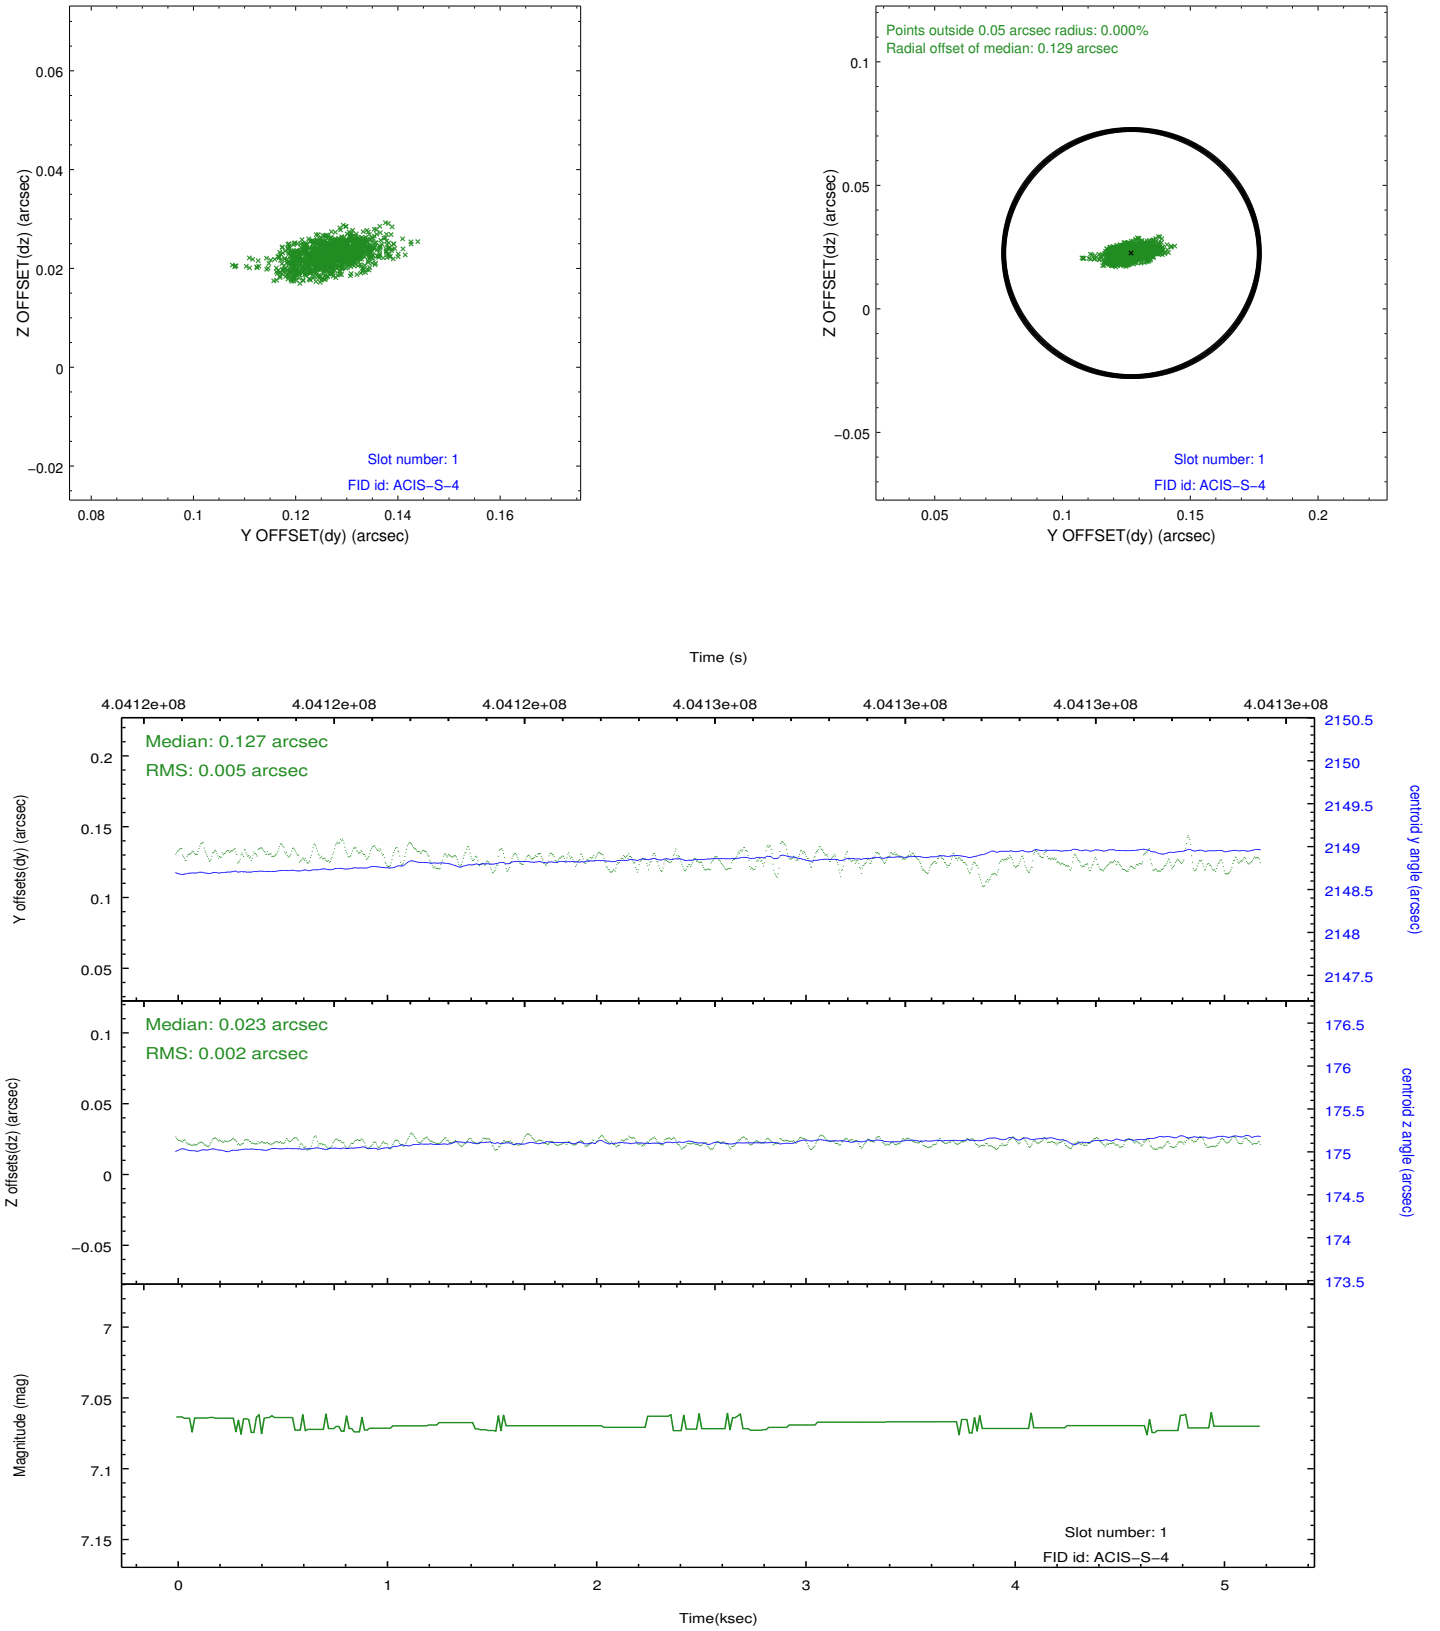 0.06
0.04
0.02
0
−0.02
Z OFFSET(dz) (arcsec)
Slot number: 1
FID id: ACIS−S−4
0.08 0.1 0.12 0.14 0.16
Y OFFSET(dy) (arcsec)
Points outside 0.05 arcsec radius: 0.000%
Radial offset of median: 0.129 arcsec
0.1
0.05
0
−0.05
Z OFFSET(dz) (arcsec)
Slot number: 1
FID id: ACIS−S−4
0.05 0.1 0.15 0.2
Y OFFSET(dy) (arcsec)
Time (s)
4.0412e+08 4.0412e+08 4.0412e+08 4.0413e+08 4.0413e+08 4.0413e+08 4.0413e+08
Median: 0.127 arcsec
RMS: 0.005 arcsec
0.2
0.15
0.1
0.05
Y offsets(dy) (arcsec)
2150.5
2150
2149.5
2149
2148.5
2148
2147.5
centroid y angle (arcsec)
Median: 0.023 arcsec
RMS: 0.002 arcsec
0.1
0.05
0
−0.05
Z offsets(dz) (arcsec)
176.5
176
175.5
175
174.5
174
173.5
centroid z angle (arcsec)
7
7.05
7.1
7.15
Magnitude (mag)
Slot number: 1
FID id: ACIS−S−4
0 1 2 3 4 5
Time(ksec)